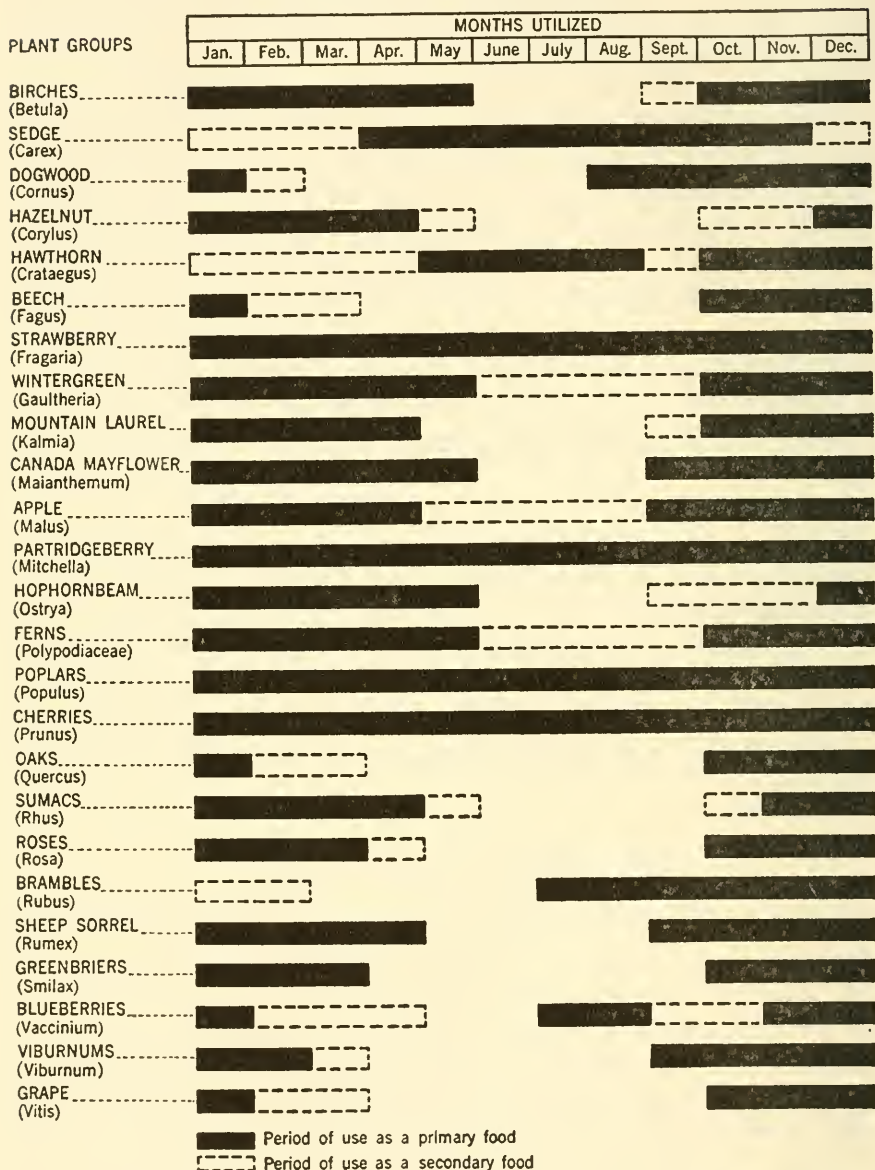 MONTHS UTILIZED
PLANT GROUPS
Jan. Feb. Mar. Apr. May June July Aug. Sept. Oct. Nov. Dec.
BIRCHES
(Betula)
SEDGE
(Carex)
DOGWOOD
(Cornus)
HAZELNUT
(Corylus)
HAWTHORN
(Crataegus)
BEECH
(Fagus)
STRAWBERRY
(Fragaria)
WINTERGREEN
(Gaultheria)
MOUNTAIN LAUREL
(Kalmia)
CANADA MAYFLOWER
(Maianthemum)
APPLE
(Malus)
PARTRIDGEBERRY
(Mitchella)
HOPHORNBEAM
(Ostrya)
FERNS
(Polypodiaceae)
POPLARS
(Populus)
CHERRIES
(Prunus)
OAKS
(Quercus)
SUMACS
(Rhus)
ROSES
(Rosa)
BRAMBLES
(Rubus)
SHEEP SORREL
(Rumex)
GREENBRIERS
(Smilax)
BLUEBERRIES
(Vaccinium)
VIBURNUMS
(Viburnum)
GRAPE
(Vitis)
Period of use as a primary food
Period of use as a secondary food